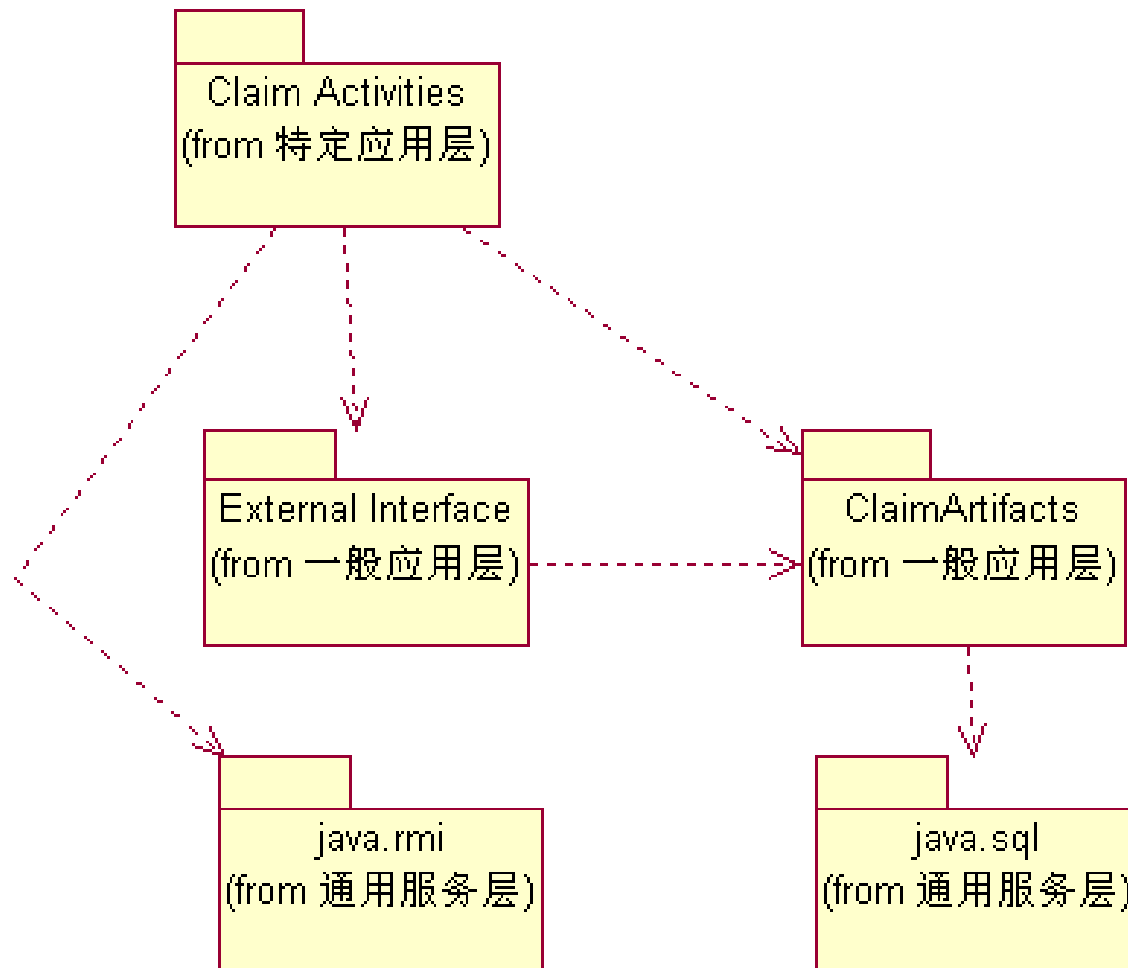 Claim Activities
(from 特定应用层)
External Interface
(from 一般应用层)
ClaimArtifacts
(from 一般应用层)
java.rmi
(from 通用服务层)
java.sql
(from 通用服务层)